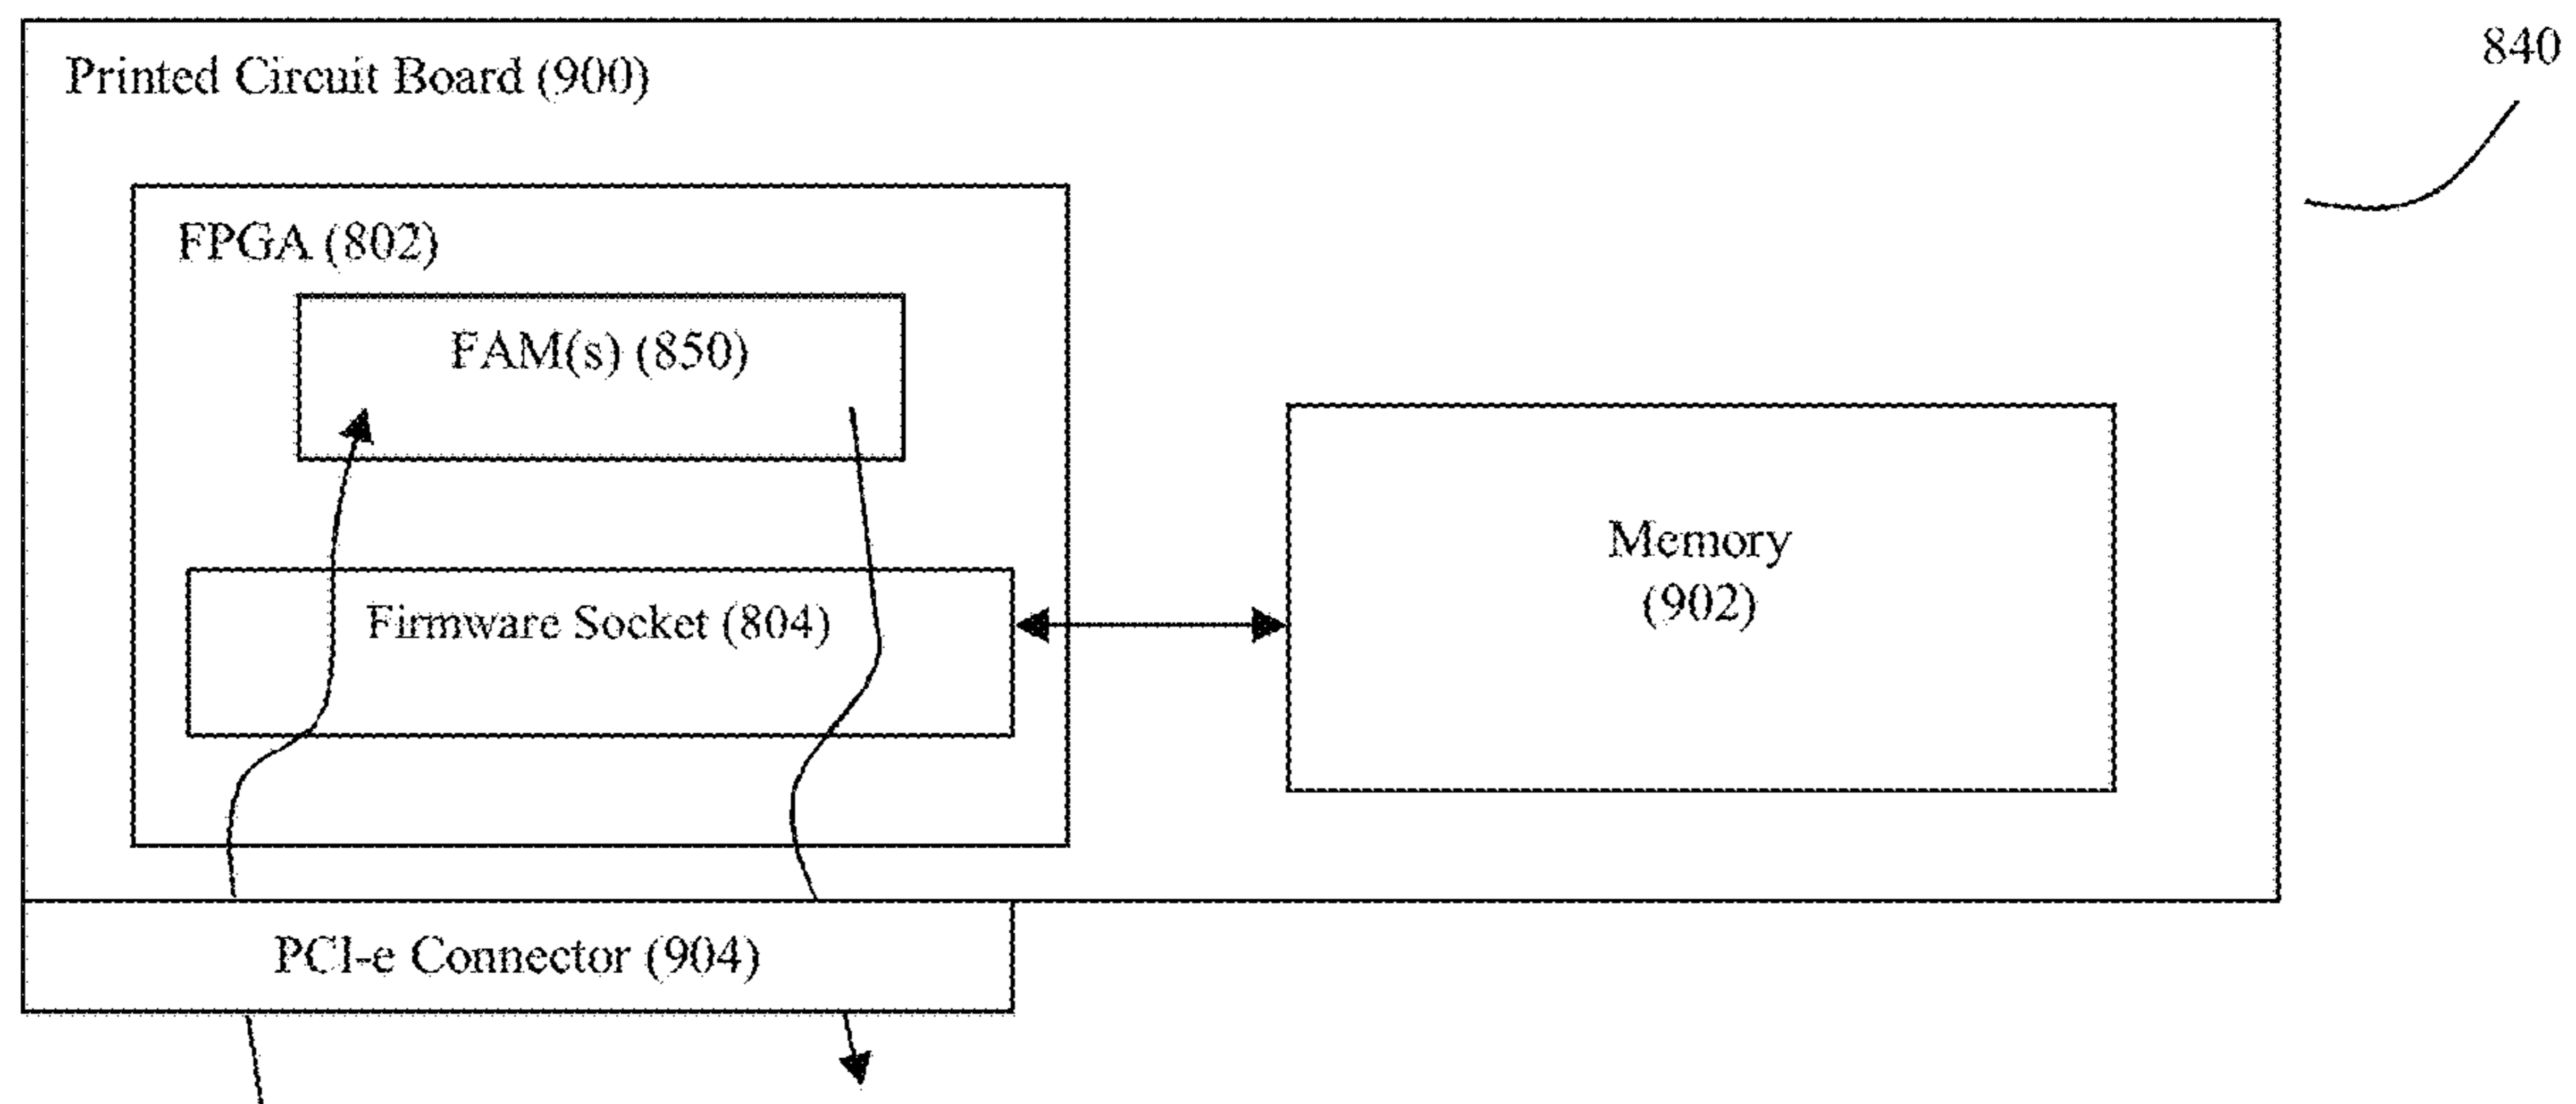 840
Printed Circuit Board (900)
FPGA (802)
FAM(s) (850)
Memory
(902)
Firmware Socket (804)
PCI-e Connector (904)